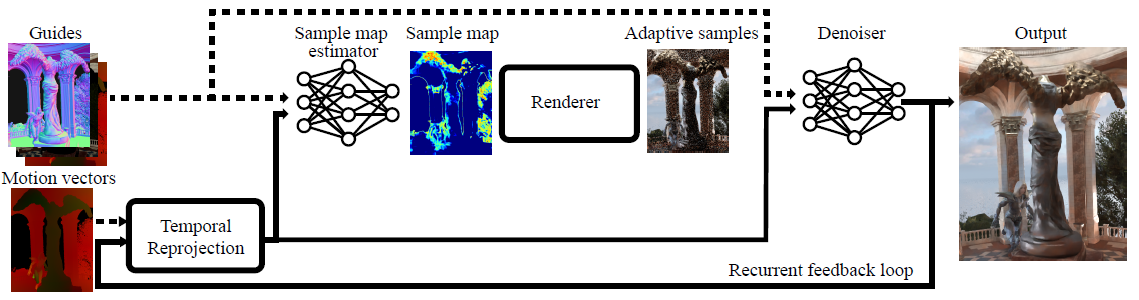 Guides
Sample map
estimator
Sample map
Adaptive samples
Denoiser
Output
Renderer
Motion vectors
Temporal
Reprojection
Recurrent feedback loop